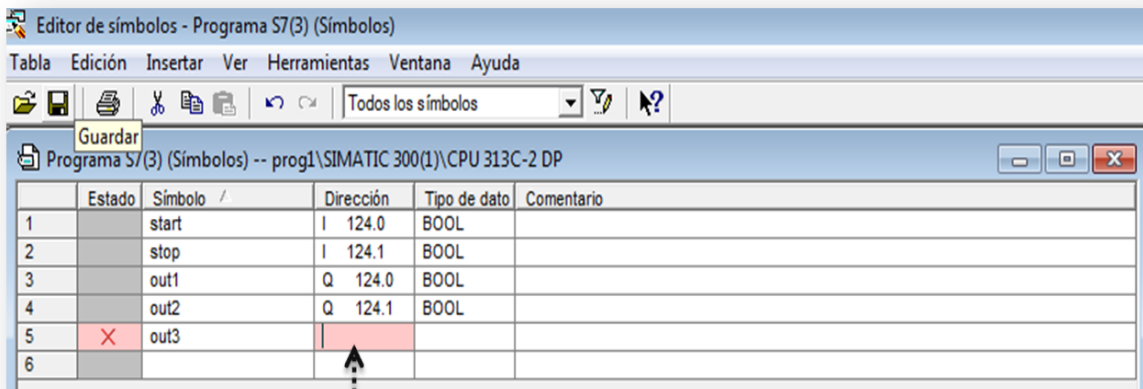 Editor de símbolos - Programa S7(3) (Símbolos)
Tabla Edición Insertar Ver Herramientas Ventana Ayuda
Todos los símbolos
Guardar
Programa S7(3) (Símbolos) -- prog1\SIMATIC 300(1)\CPU 313C-2 DP
Estado Símbolo Dirección Tipo de dato Comentario
1 start I 124.0 BOOL
2 stop I 124.1 BOOL
3 out1 Q 124.0 BOOL
4 out2 Q 124.1 BOOL
5 out3
6